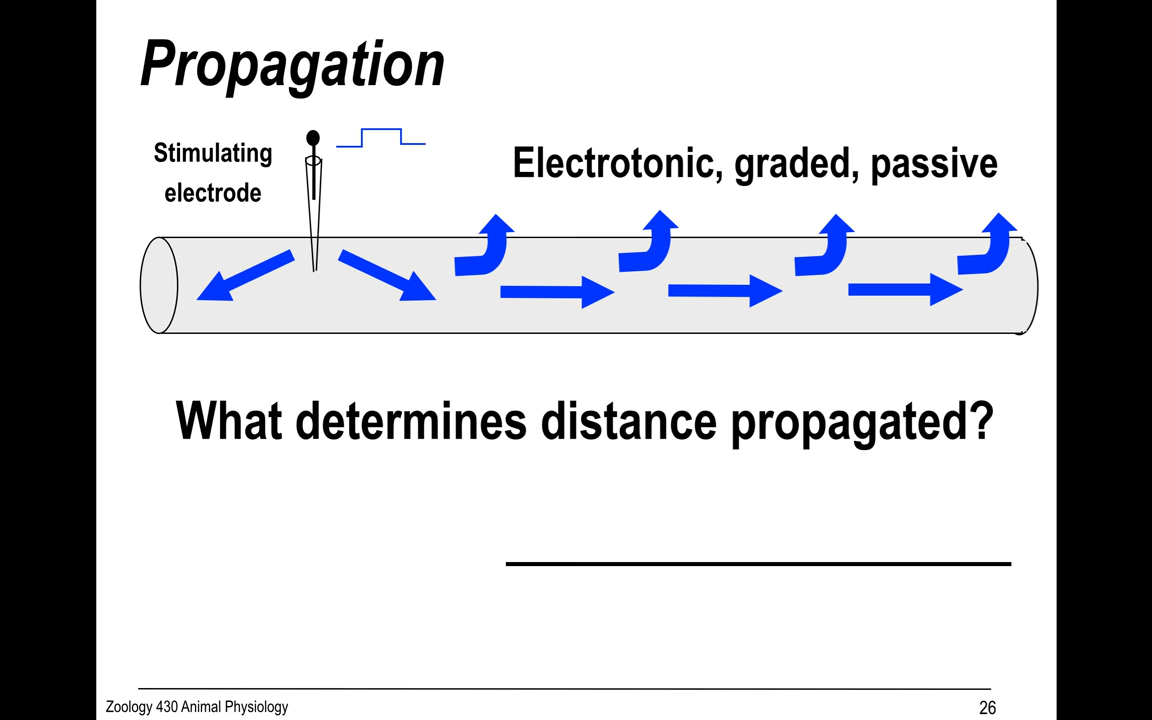 Propagation
Stimulating
electrode
Electrotonic, graded, passive
What determines distance propagated?
Zoology 430 Animal Physiology
26